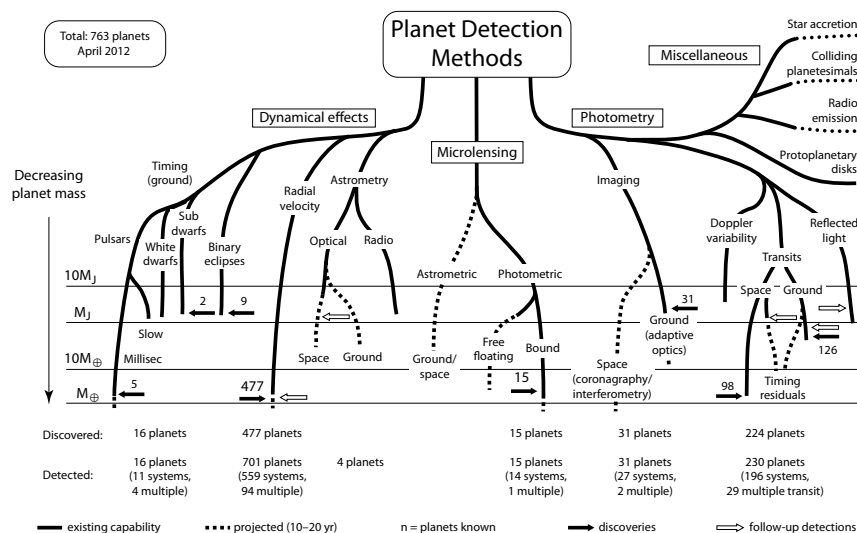 Total: 763 planets
April 2012
Planet Detection
Methods
Miscellaneous
Star accretion
Colliding
planetesimals
Radio
emission
Protoplanetary
disks
Dynamical effects
Microlensing
Photometry
Decreasing
planet mass
Timing
(ground)
Radial
velocity
Astrometry
Imaging
Pulsars
White
dwarfs
Sub
dwarfs
Binary
eclipses
Optical
Radio
Astrometric
Photometric
Doppler
variability
Transits
Reflected
light
10MJ
MJ
10M⊕
M⊕
Slow
Millisec
2
9
5
477
Space
Ground
Ground/
space
Free
floating
Bound
15
31
Ground
(adaptive
optics)
Space
(coronagraphy/
interferometry)
Space
Ground
98
126
Timing
residuals
Discovered:
16 planets
477 planets
15 planets
31 planets
224 planets
Detected:
16 planets
(11 systems,
4 multiple)
701 planets
(559 systems,
94 multiple)
4 planets
15 planets
(14 systems,
1 multiple)
31 planets
(27 systems,
2 multiple)
230 planets
(196 systems,
29 multiple transit)
existing capability
projected (10–20 yr)
n = planets known
discoveries
follow-up detections